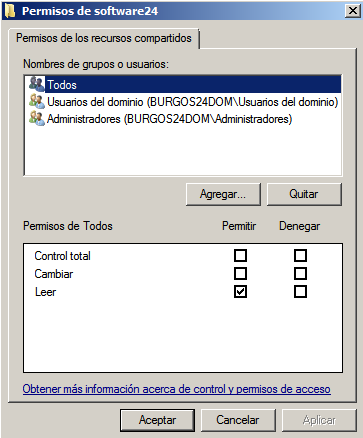 Permisos de software24
Permisos de los recursos compartidos
Nombres de grupos o usuarios:
Todos
Usuarios del dominio (BURGOS24DOM\Usuarios del dominio)
Administradores (BURGOS24DOM\Administradores)
Agregar... Quitar
Permisos de Todos Permitir Denegar
Control total
Cambiar
Leer
Obtener más información acerca de control y permisos de acceso
Aceptar Cancelar Aplicar